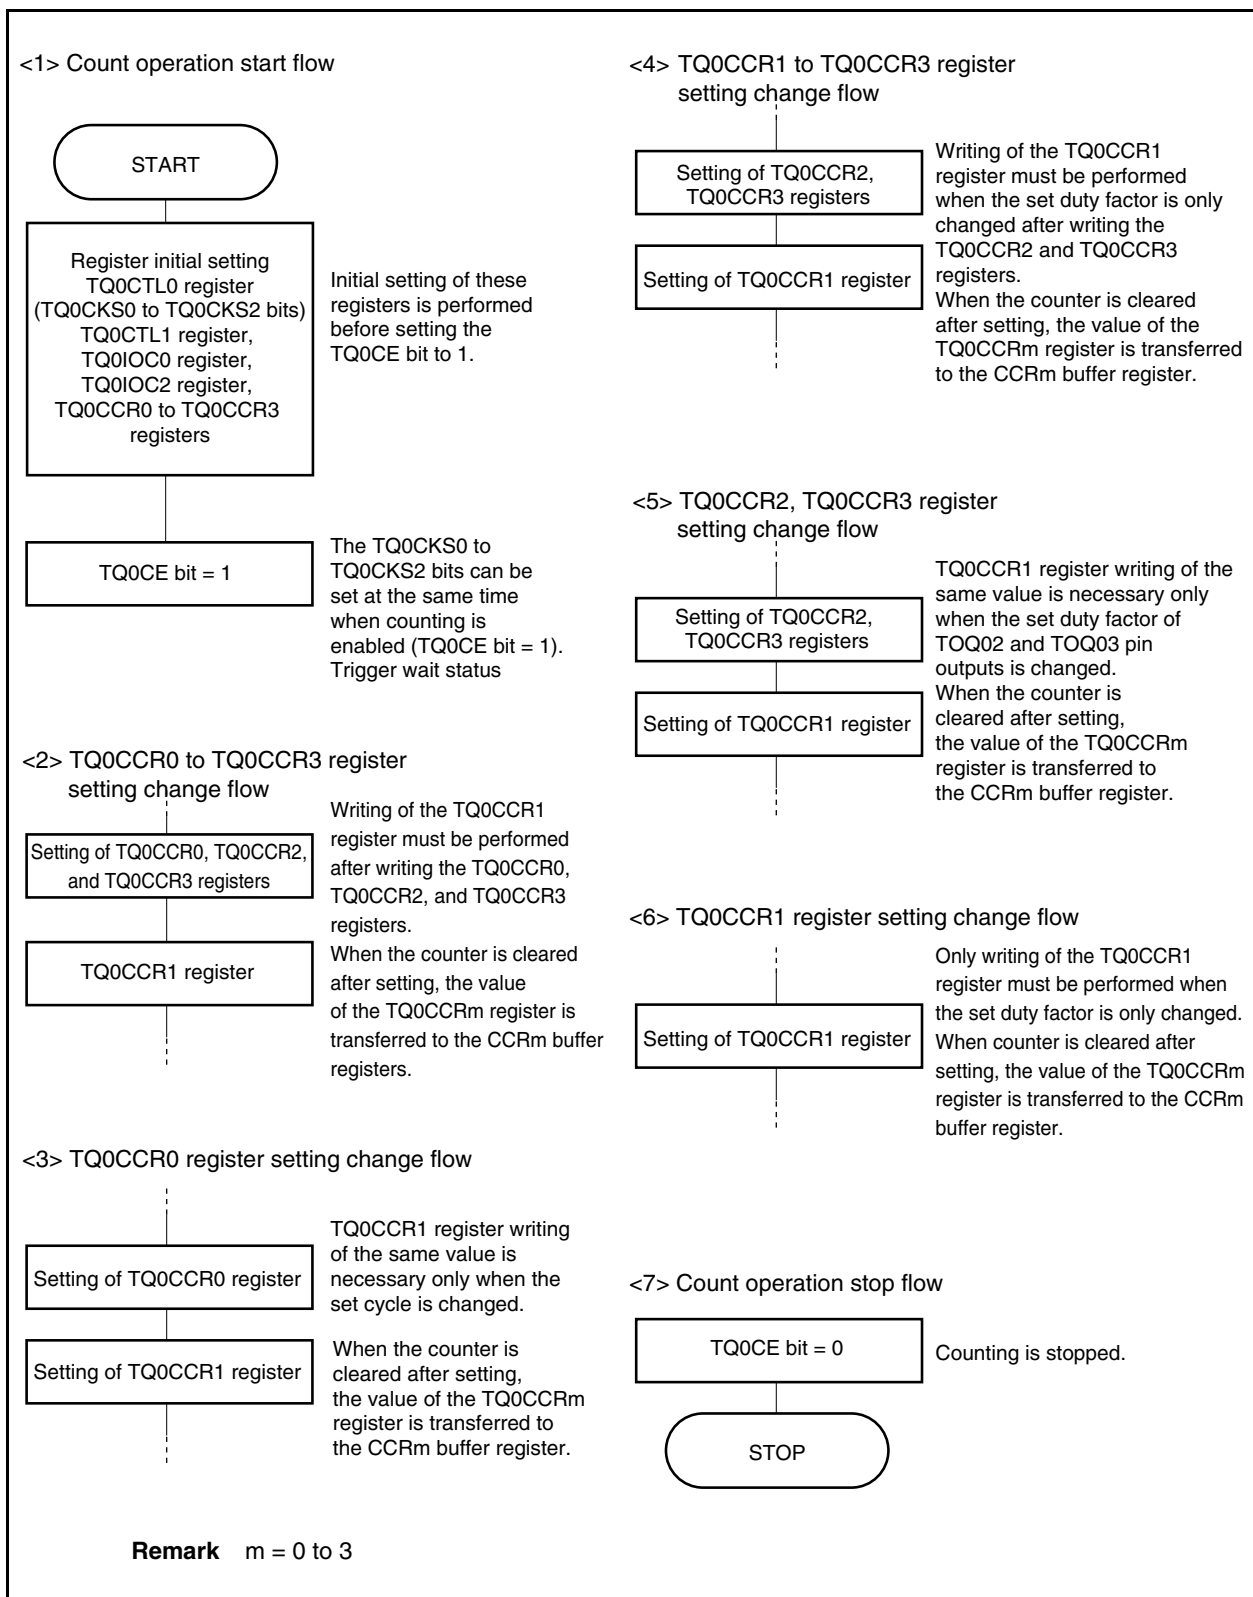 <1> Count operation start flow
START
Register initial setting
TQ0CTL0 register
(TQ0CKS0 to TQ0CKS2 bits)
TQ0CTL1 register,
TQ0IOC0 register,
TQ0IOC2 register,
TQ0CCR0 to TQ0CCR3
registers
Initial setting of these
registers is performed
before setting the
TQ0CE bit to 1.
TQ0CE bit = 1
The TQ0CKS0 to
TQ0CKS2 bits can be
set at the same time
when counting is
enabled (TQ0CE bit = 1).
Trigger wait status
<2> TQ0CCR0 to TQ0CCR3 register
setting change flow
Setting of TQ0CCR0, TQ0CCR2,
and TQ0CCR3 registers
TQ0CCR1 register
Writing of the TQ0CCR1
register must be performed
after writing the TQ0CCR0,
TQ0CCR2, and TQ0CCR3
registers.
When the counter is cleared
after setting, the value
of the TQ0CCRm register is
transferred to the CCRm buffer
registers.
<3> TQ0CCR0 register setting change flow
Setting of TQ0CCR0 register
TQ0CCR1 register writing
of the same value is
necessary only when the
set cycle is changed.
Setting of TQ0CCR1 register
When the counter is
cleared after setting,
the value of the TQ0CCRm
register is transferred to
the CCRm buffer register.
<4> TQ0CCR1 to TQ0CCR3 register
setting change flow
Setting of TQ0CCR2,
TQ0CCR3 registers
Setting of TQ0CCR1 register
Writing of the TQ0CCR1
register must be performed
when the set duty factor is only
changed after writing the
TQ0CCR2 and TQ0CCR3
registers.
When the counter is cleared
after setting, the value of the
TQ0CCRm register is transferred
to the CCRm buffer register.
<5> TQ0CCR2, TQ0CCR3 register
setting change flow
Setting of TQ0CCR2,
TQ0CCR3 registers
Setting of TQ0CCR1 register
TQ0CCR1 register writing of the
same value is necessary only
when the set duty factor of
TOQ02 and TOQ03 pin
outputs is changed.
When the counter is
cleared after setting,
the value of the TQ0CCRm
register is transferred to
the CCRm buffer register.
<6> TQ0CCR1 register setting change flow
Setting of TQ0CCR1 register
Only writing of the TQ0CCR1
register must be performed when
the set duty factor is only changed.
When counter is cleared after
setting, the value of the TQ0CCRm
register is transferred to the CCRm
buffer register.
<7> Count operation stop flow
TQ0CE bit = 0
Counting is stopped.
STOP
Remark m = 0 to 3